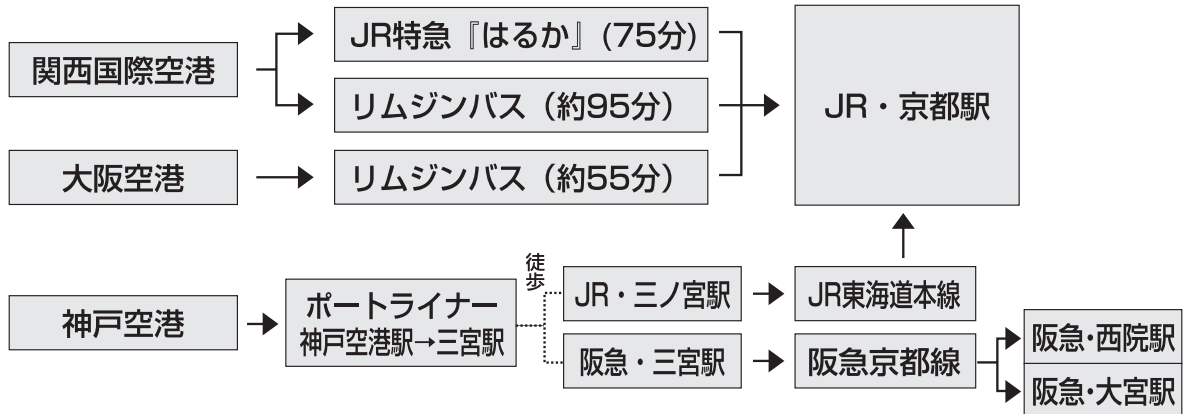 関西国際空港
JR特急『はるか』(75分)
リムジンバス（約95分）
JR・京都駅
大阪空港
リムジンバス（約55分）
神戸空港
ポートライナー
神戸空港駅→三宮駅
徒歩
JR・三ノ宮駅
JR東海道本線
阪急・三宮駅
阪急京都線
阪急・西院駅
阪急・大宮駅